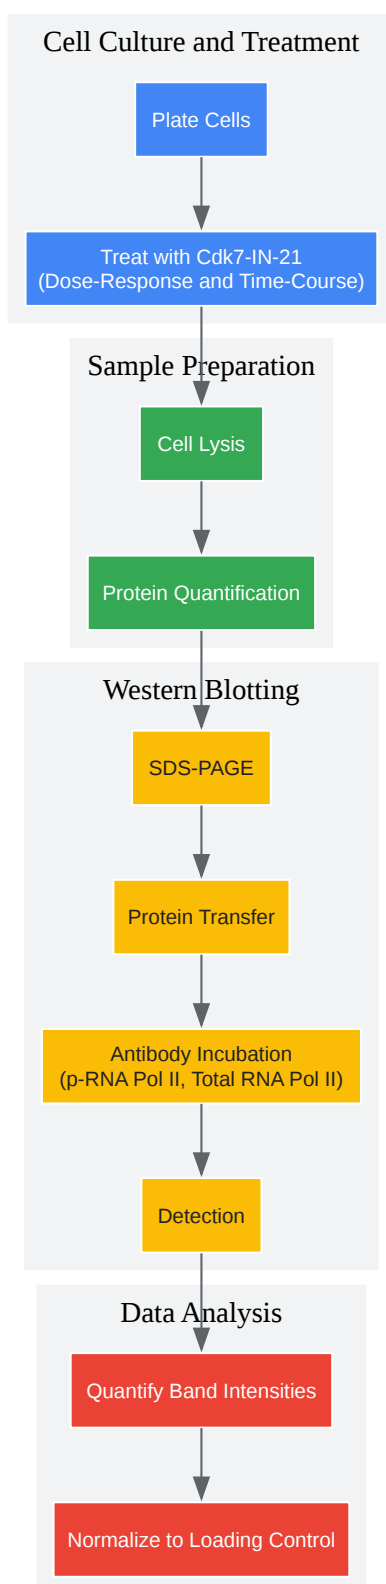 Cell Culture and Treatment
Plate Cells
Treat with Cdk7-IN-21
(Dose-Response and Time-Course)
Sample Preparation
Cell Lysis
Protein Quantification
Western Blotting
SDS-PAGE
Protein Transfer
Antibody Incubation
(p-RNA Pol II, Total RNA Pol II)
Detection
Data Analysis
Quantify Band Intensities
Normalize to Loading Control